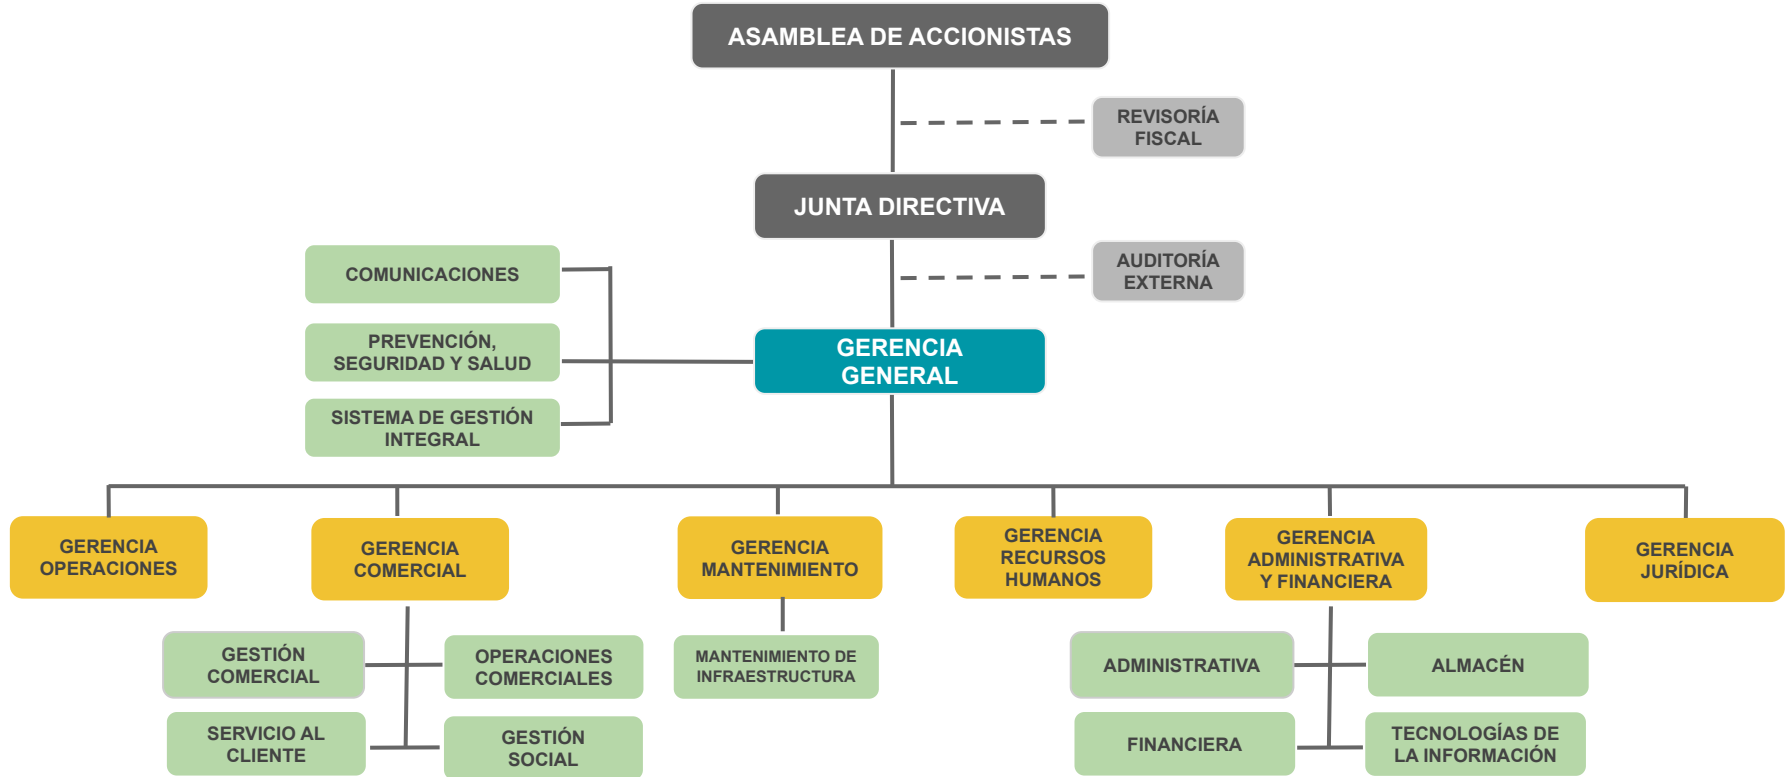 ASAMBLEA DE ACCIONISTAS
REVISORÍA
FISCAL
JUNTA DIRECTIVA
AUDITORÍA
EXTERNA
COMUNICACIONES
PREVENCIÓN,
SEGURIDAD Y SALUD
SISTEMA DE GESTIÓN
INTEGRAL
GERENCIA
GENERAL
GERENCIA
OPERACIONES
GERENCIA
COMERCIAL
GERENCIA
MANTENIMIENTO
GERENCIA
RECURSOS
HUMANOS
GERENCIA
ADMINISTRATIVA
Y FINANCIERA
GERENCIA
JURÍDICA
GESTIÓN
COMERCIAL
OPERACIONES
COMERCIALES
SERVICIO AL
CLIENTE
GESTIÓN
SOCIAL
MANTENIMIENTO DE
INFRAESTRUCTURA
ADMINISTRATIVA
ALMACÉN
FINANCIERA
TECNOLOGÍAS DE
LA INFORMACIÓN